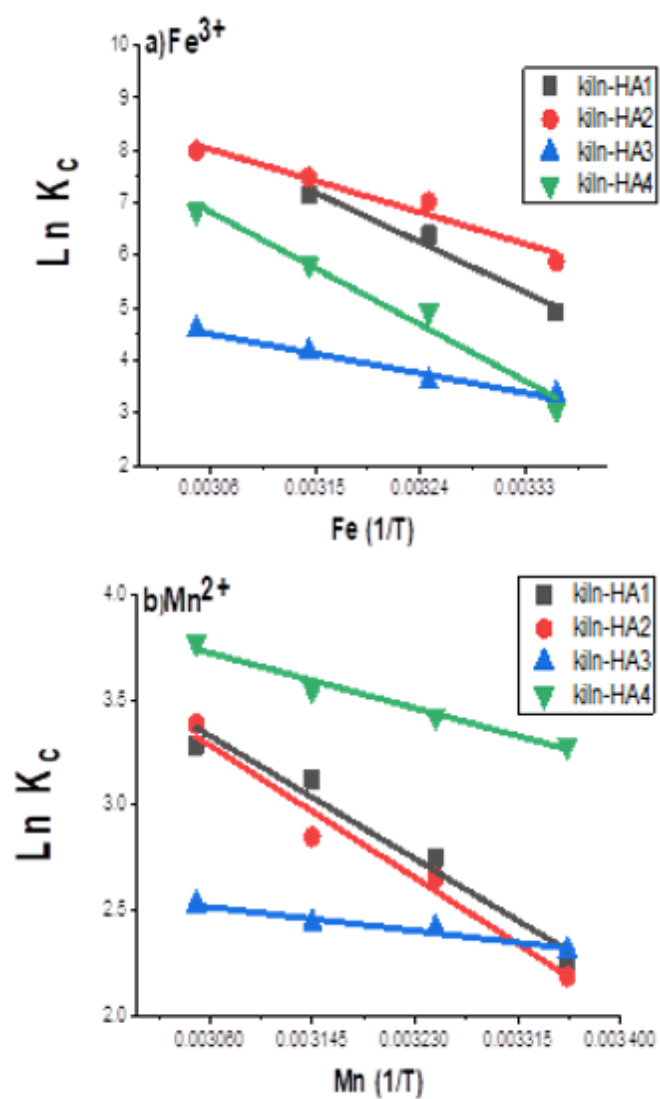 a)Fe3+
10
9
8
7
6
5
4
3
2
Ln KC
kiln-HA1
kiln-HA2
kiln-HA3
kiln-HA4
0.00306 0.00315 0.00324 0.00333
Fe (1/T)
b)Mn2+
4.0
3.5
3.0
2.5
2.0
Ln KC
kiln-HA1
kiln-HA2
kiln-HA3
kiln-HA4
0.003060 0.003145 0.003230 0.003315 0.003400
Mn (1/T)